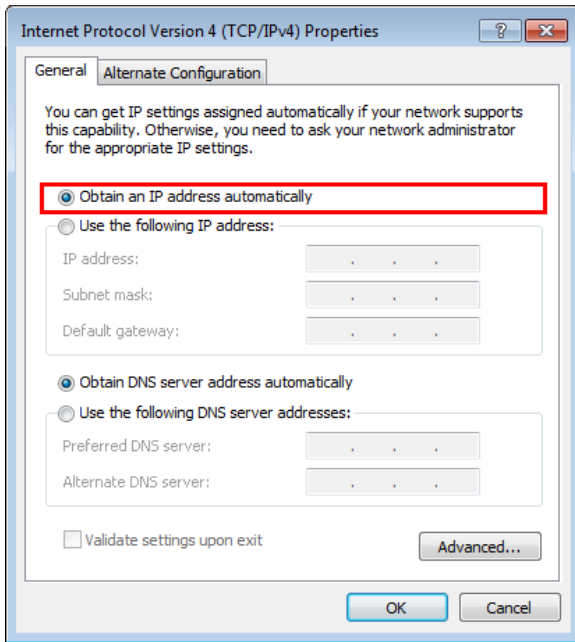 Internet Protocol Version 4 (TCP/IPv4) Properties
General
Alternate Configuration
You can get IP settings assigned automatically if your network supports
this capability. Otherwise, you need to ask your network administrator
for the appropriate IP settings.
Obtain an IP address automatically
Use the following IP address:
IP address:
Subnet mask:
Default gateway:
Obtain DNS server address automatically
Use the following DNS server addresses:
Preferred DNS server:
Alternate DNS server:
Validate settings upon exit
Advanced...
OK
Cancel